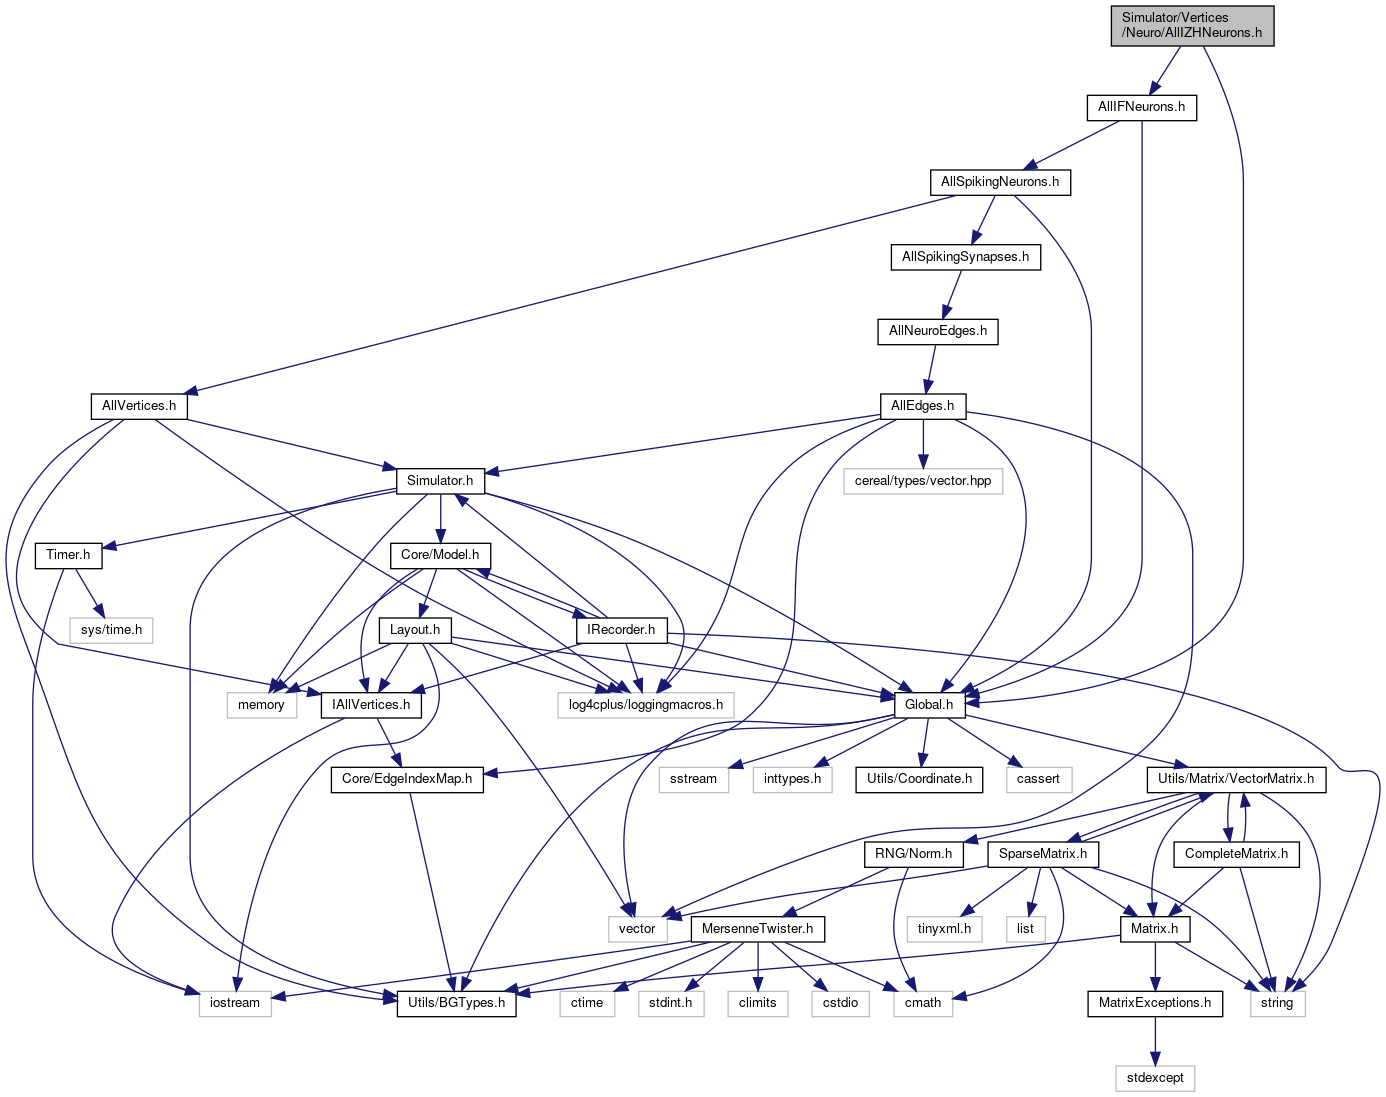 Simulator/Vertices
/Neuro/AllIZHNeurons.h
AllIFNeurons.h
AllSpikingNeurons.h
AllSpikingSynapses.h
AllNeuroEdges.h
AllVertices.h
AllEdges.h
Simulator.h
cereal/types/vector.hpp
Timer.h
Core/Model.h
sys/time.h
Layout.h
IRecorder.h
memory
IAllVertices.h
log4cplus/loggingmacros.h
Global.h
Core/EdgeIndexMap.h
sstream
inttypes.h
Utils/Coordinate.h
cassert
Utils/Matrix/VectorMatrix.h
RNG/Norm.h
SparseMatrix.h
CompleteMatrix.h
vector
MersenneTwister.h
tinyxml.h
list
Matrix.h
iostream
Utils/BGTypes.h
ctime
stdint.h
climits
cstdio
cmath
MatrixExceptions.h
string
stdexcept